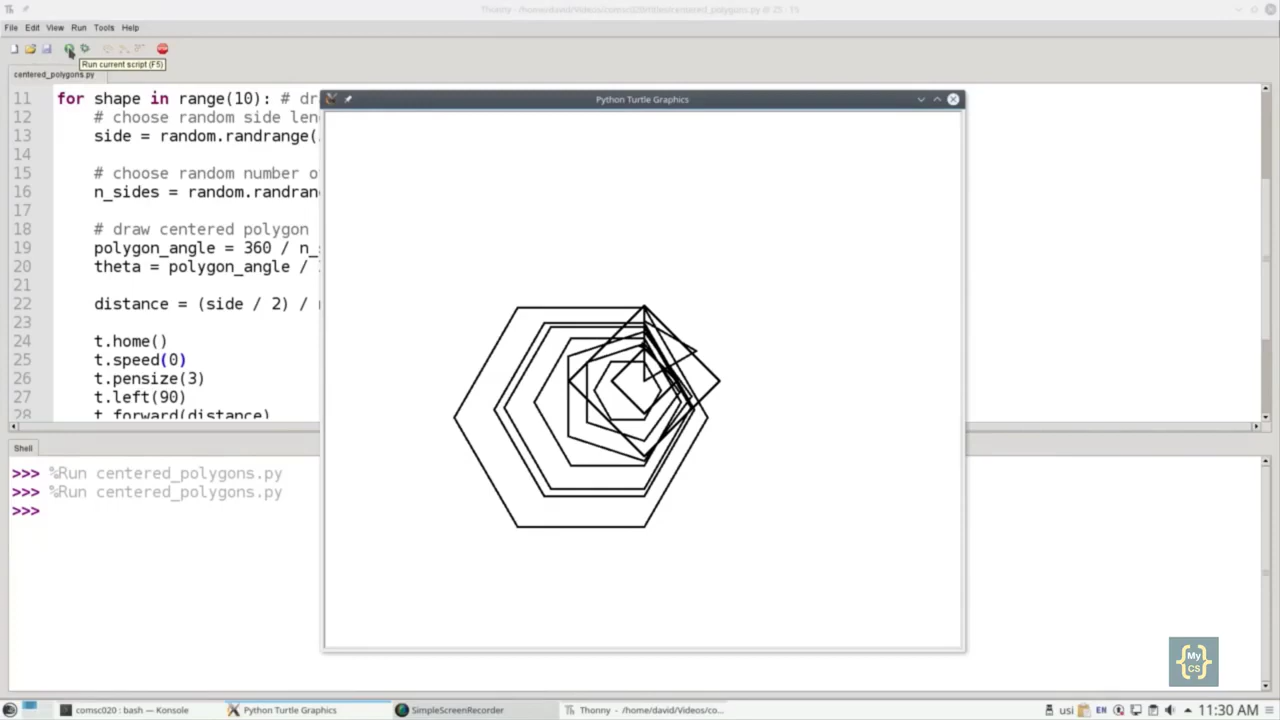 File Edit View Run Tools Help
Run current script (F5)
centered_polygons.py
Python Turtle Graphics
11 for shape in range(10): # dr
12 # choose random side len
13 side = random.randrange(
14
15 # choose random number o
16 n_sides = random.randran
17
18 # draw centered polygon
19 polygon_angle = 360 / n_
20 theta = polygon_angle /
21
22 distance = (side / 2) /
23
24 t.home()
25 t.speed(0)
26 t.pensize(3)
27 t.left(90)
28 t.forward(distance)
Shell
>>> %Run centered_polygons.py
>>> %Run centered_polygons.py
>>>
{My CS}
comsc020 : bash — Konsole
Python Turtle Graphics
SimpleScreenRecorder
Thonny - /home/david/Videos/co...
usi
EN
11:30 AM